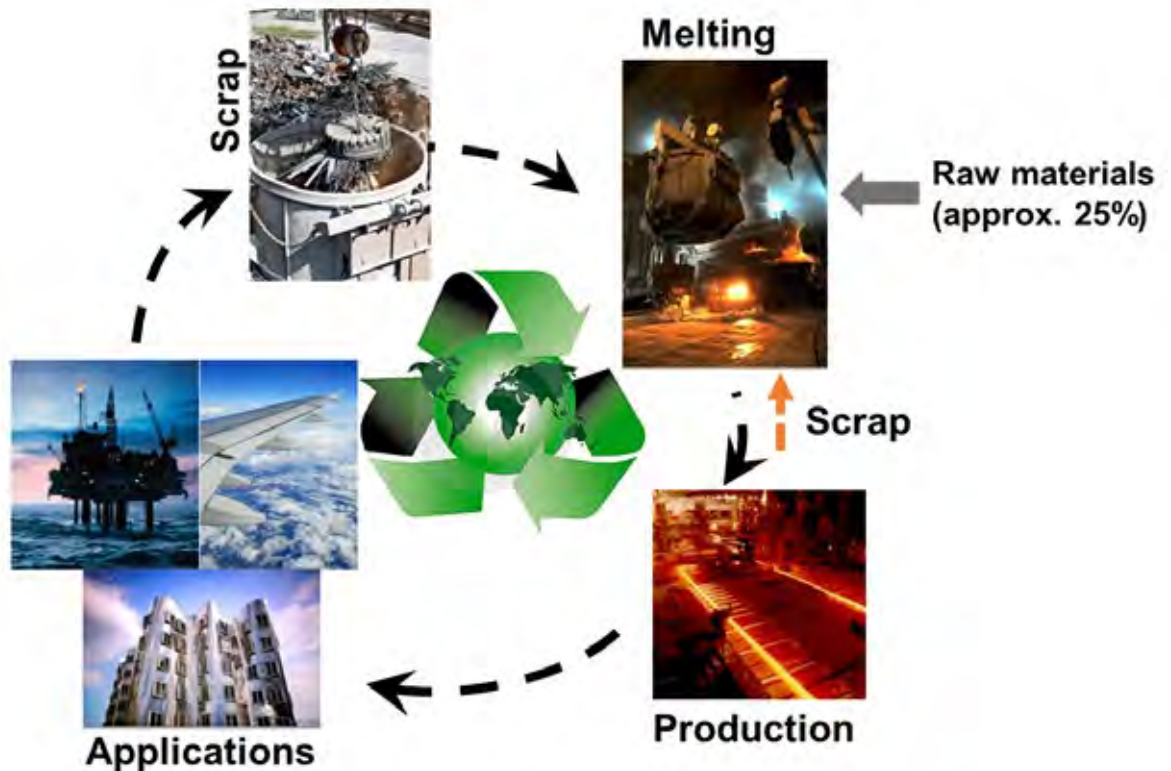 Scrap
Melting
Raw materials
(approx. 25%)
Scrap
Production
Applications